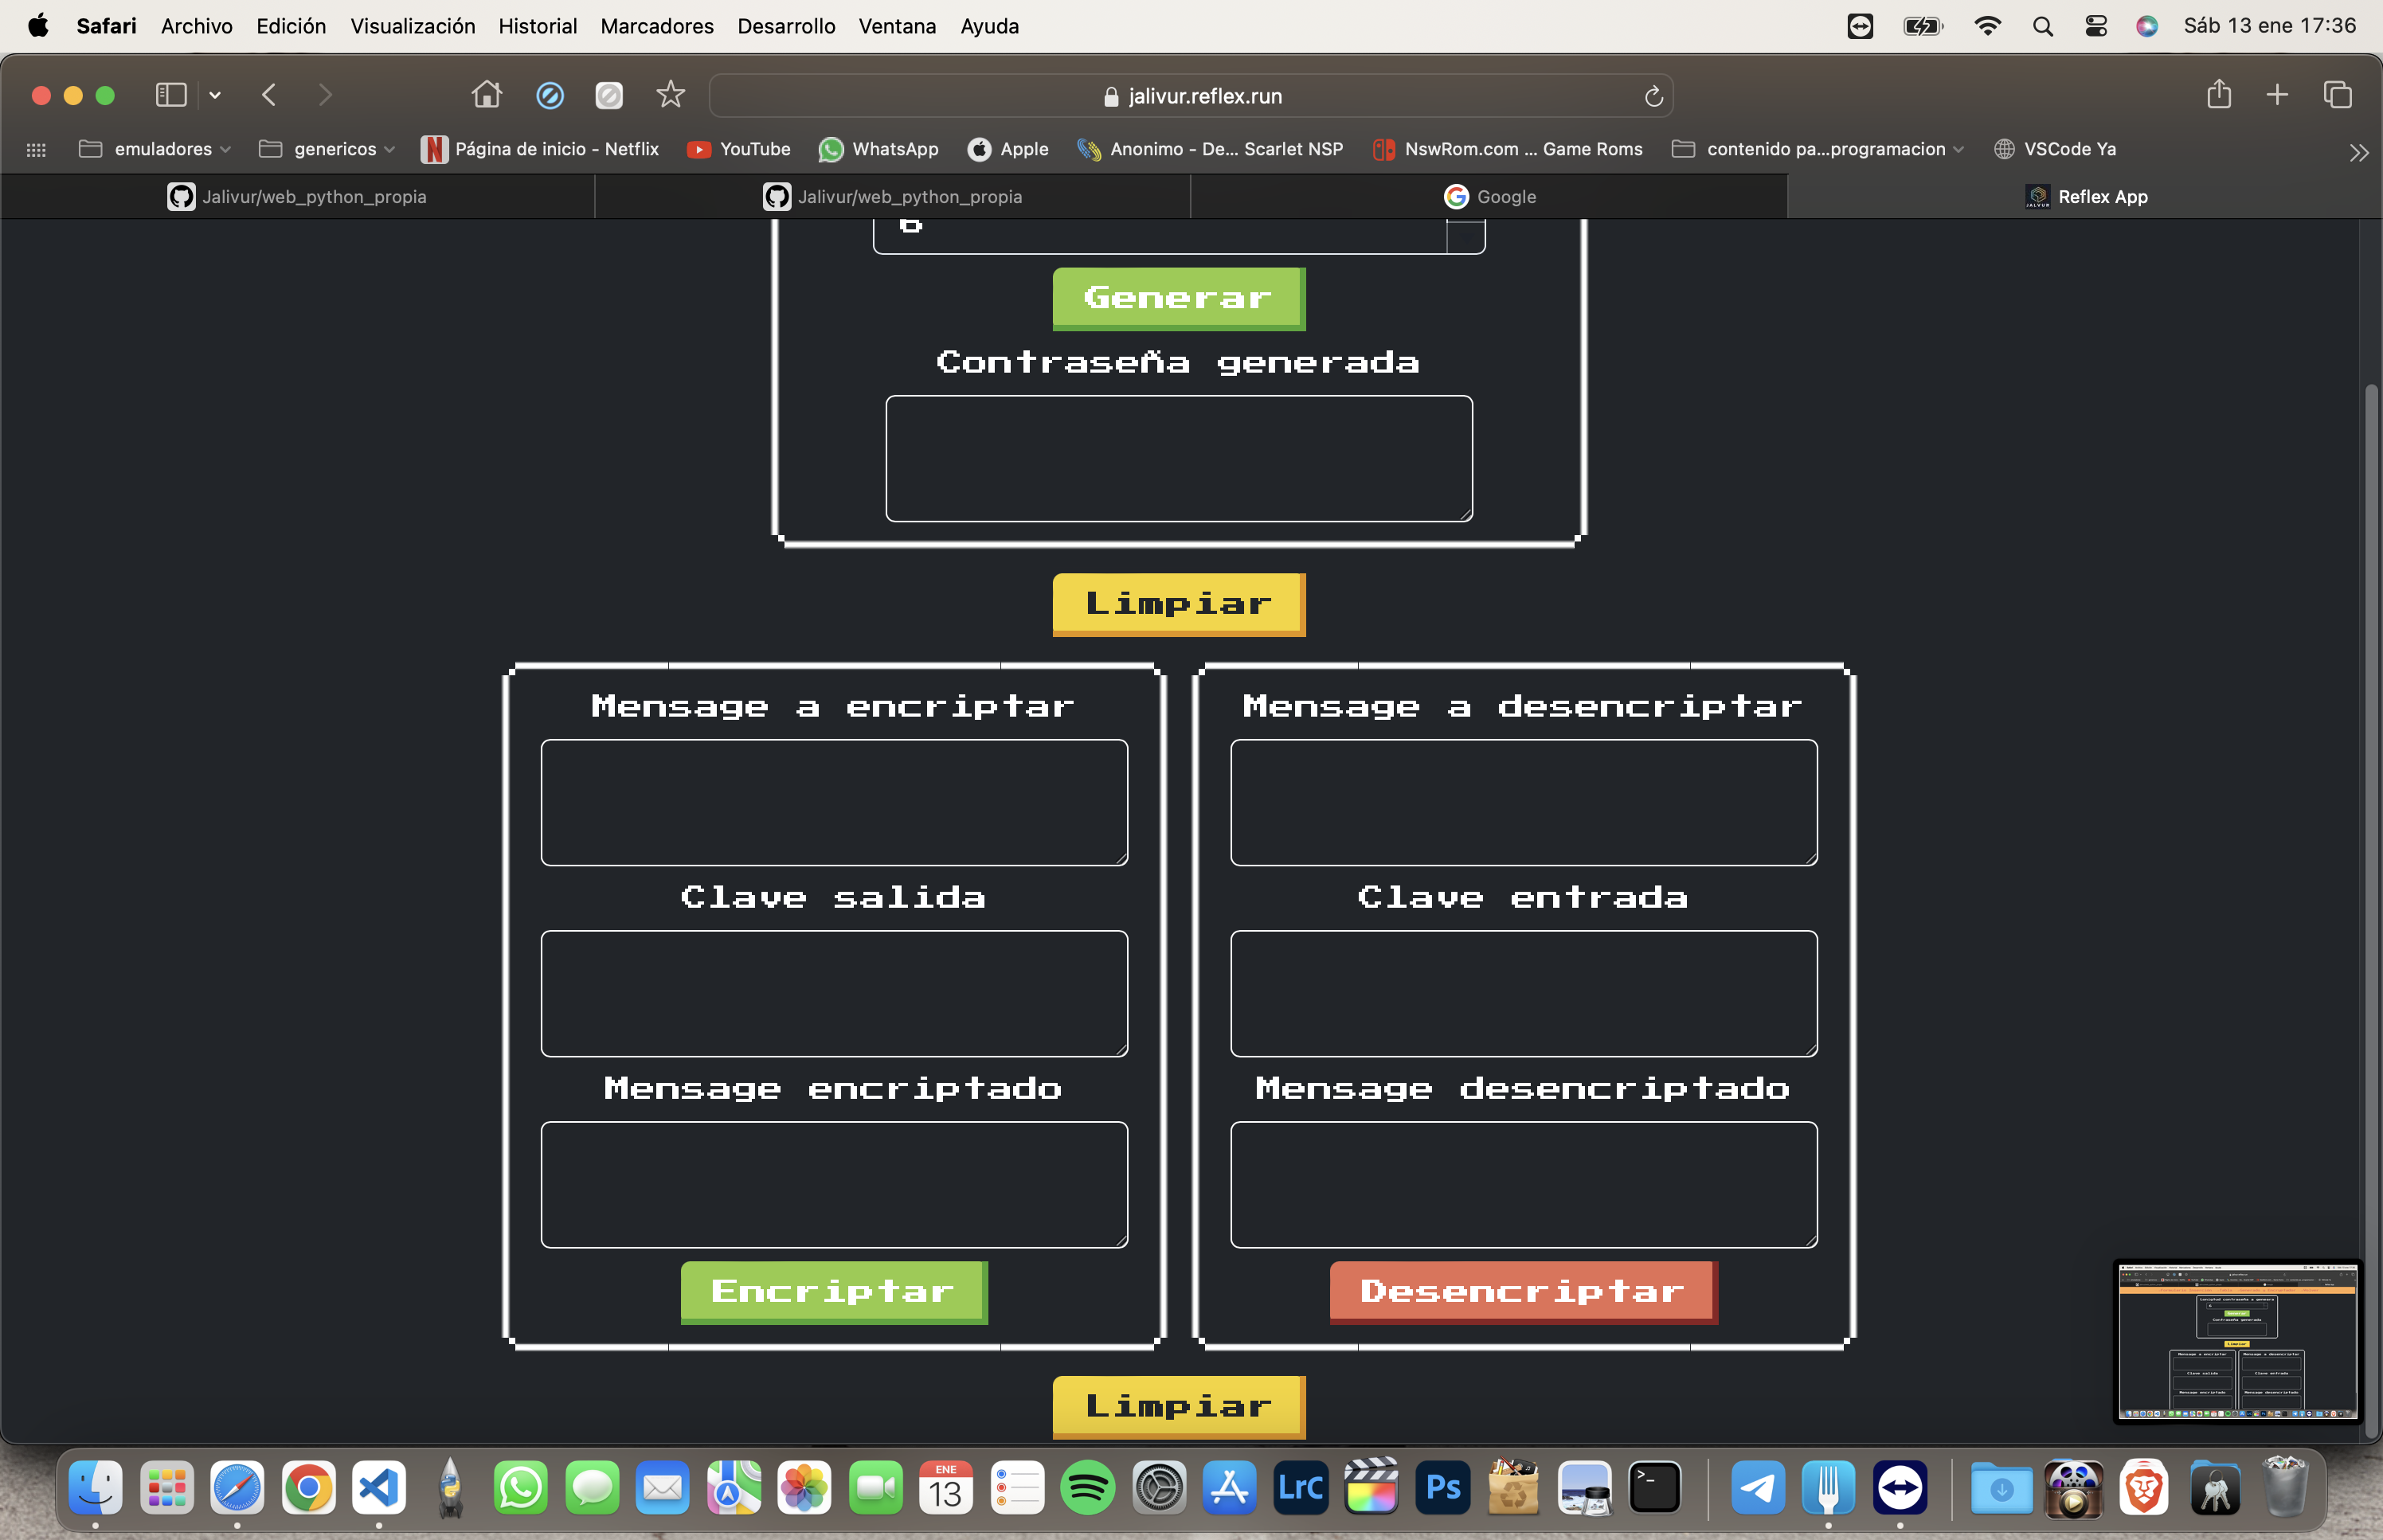 Safari Archivo Edición Visualización Historial Marcadores Desarrollo Ventana Ayuda Sáb 13 ene 17:36
jalivur.reflex.run
emuladores genericos Página de inicio - Netflix YouTube WhatsApp Apple Anonimo - De... Scarlet NSP NswRom.com ... Game Roms contenido pa...programacion VSCode Ya
Jalivur/web_python_propia Jalivur/web_python_propia Google Reflex App
Generar
Contraseña generada
Limpiar
Mensage a encriptar
Clave salida
Mensage encriptado
Encriptar
Mensage a desencriptar
Clave entrada
Mensage desencriptado
Desencriptar
Limpiar
ENE
13
LrC
Ps